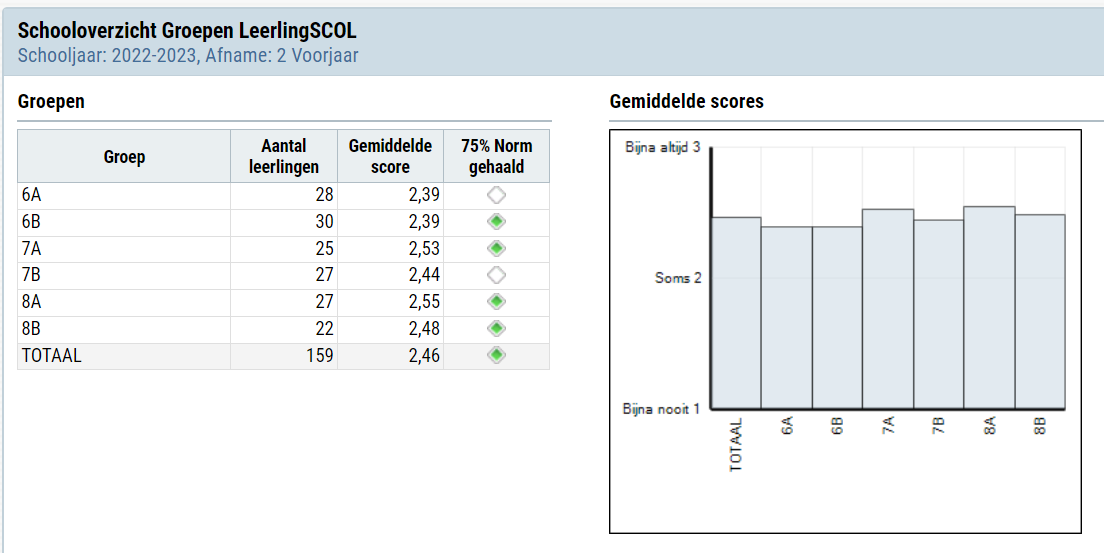 Schooloverzicht Groepen LeerlingSCOL
Schooljaar: 2022-2023, Afname: 2 Voorjaar
Groepen
Groep Aantal leerlingen Gemiddelde score 75% Norm gehaald
6A 28 2,39
6B 30 2,39
7A 25 2,53
7B 27 2,44
8A 27 2,55
8B 22 2,48
TOTAAL 159 2,46
Gemiddelde scores
Bijna altijd 3
Soms 2
Bijna nooit 1
TOTAAL 6A 6B 7A 7B 8A 8B